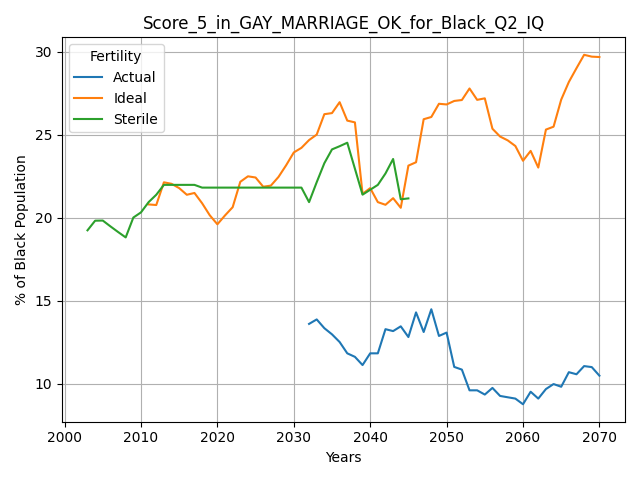 Score_5_in_GAY_MARRIAGE_OK_for_Black_Q2_IQ
Fertility
Actual
Ideal
Sterile
% of Black Population
30
25
20
15
10
2000 2010 2020 2030 2040 2050 2060 2070
Years